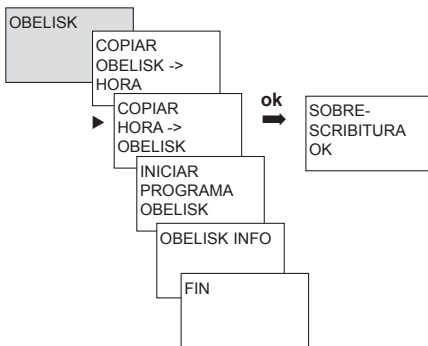 OBELISK
COPIAR
OBELISK ->
HORA
COPIAR
HORA ->
OBELISK
ok
SOBRE-
SCRIBITURA
OK
INICIAR
PROGRAMA
OBELISK
OBELISK INFO
FIN